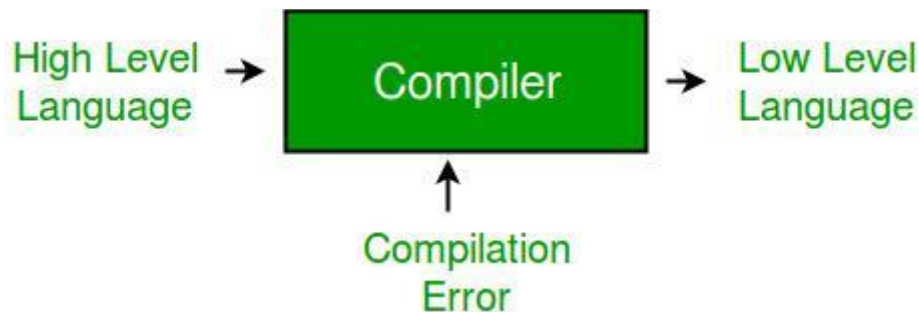 High Level
Language
Compiler
Low Level
Language
Compilation
Error